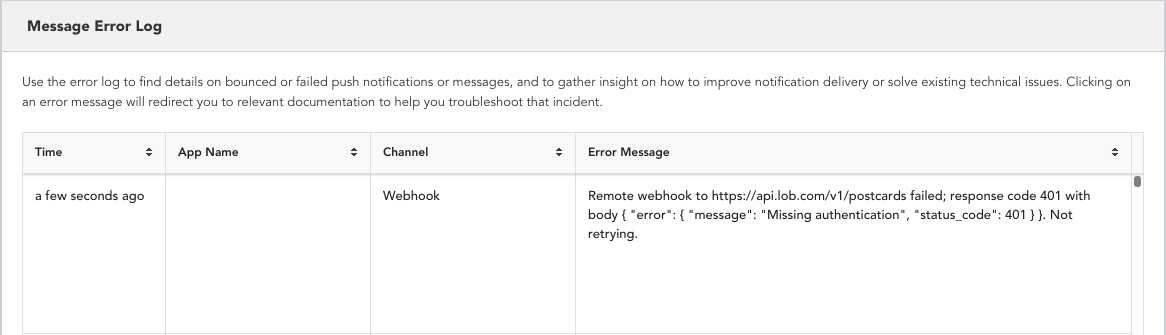 Message Error Log
Use the error log to find details on bounced or failed push notifications or messages, and to gather insight on how to improve notification delivery or solve existing technical issues. Clicking on
an error message will redirect you to relevant documentation to help you troubleshoot that incident.
Time App Name Channel Error Message
a few seconds ago Webhook Remote webhook to https://api.lob.com/v1/postcards failed; response code 401 with
body { "error": { "message": "Missing authentication", "status_code": 401 } }. Not
retrying.